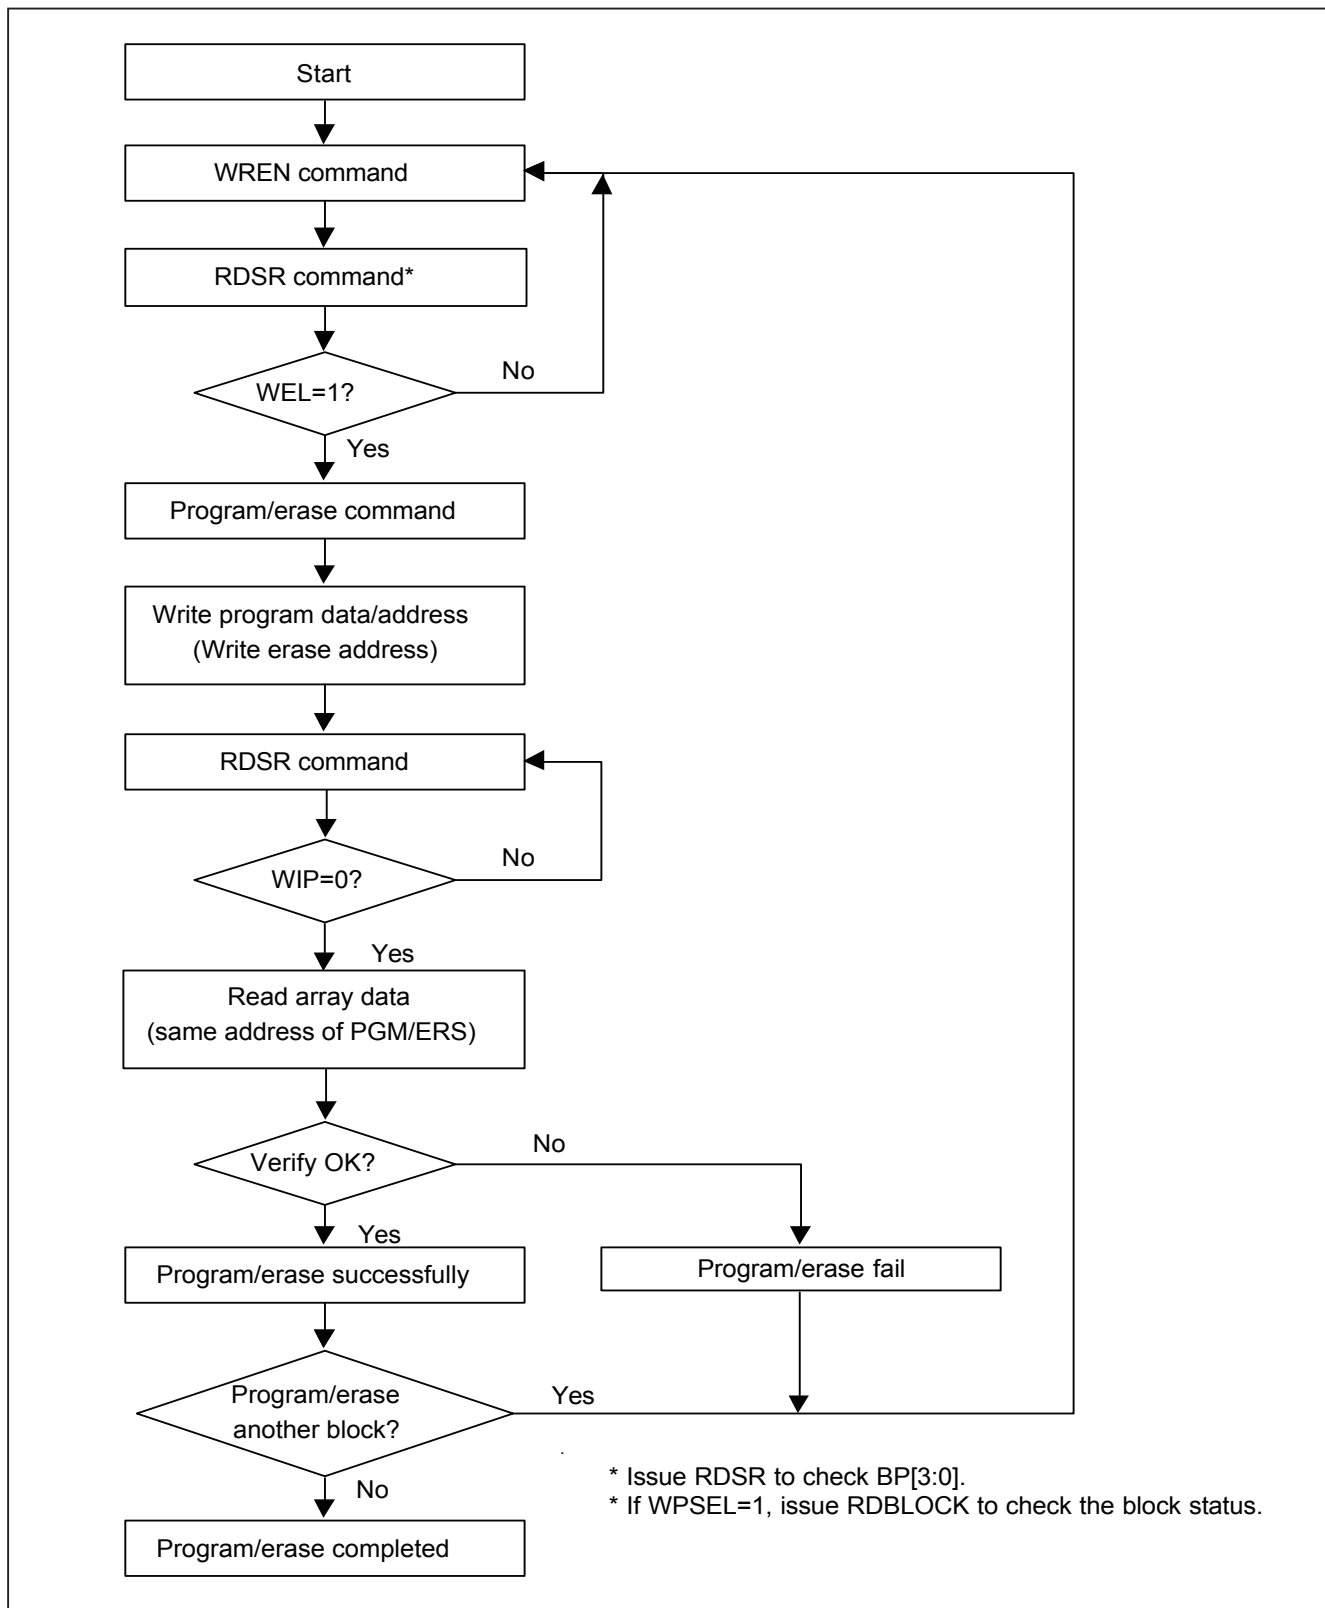 Start
WREN command
RDSR command*
WEL=1?
No
Yes
Program/erase command
Write program data/address
(Write erase address)
RDSR command
WIP=0?
No
Yes
Read array data
(same address of PGM/ERS)
Verify OK?
No
Yes
Program/erase successfully
Program/erase fail
Program/erase
another block?
Yes
No
* Issue RDSR to check BP[3:0].
* If WPSEL=1, issue RDBLOCK to check the block status.
Program/erase completed